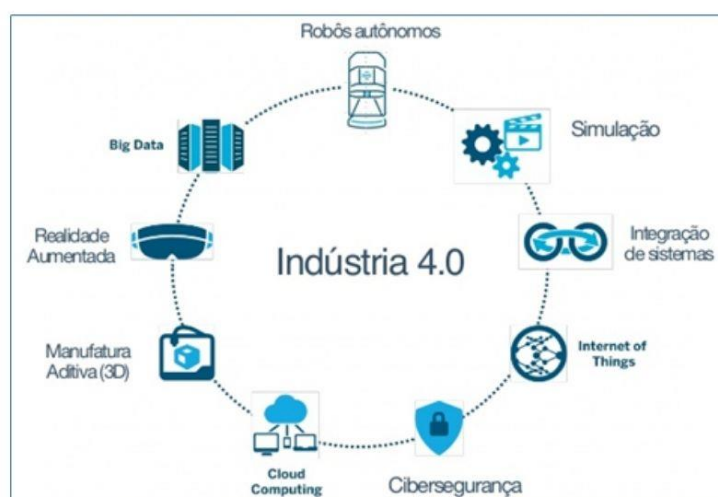 Robôs autônomos
Simulação
Big Data
Realidade
Aumentada
Indústria 4.0
Integração
de sistemas
Manufatura
Aditiva (3D)
Internet of
Things
Cloud
Computing
Cibersegurança